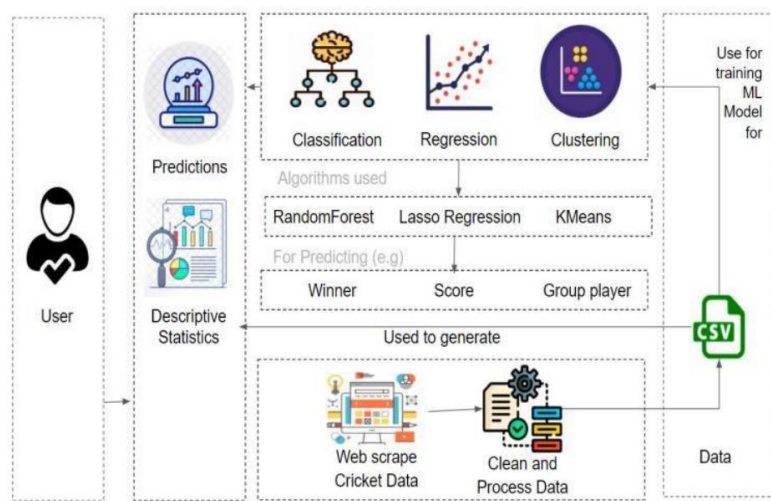 Classification Regression Clustering
Use for
training
ML
Model
for
Predictions
Algorithms used
RandomForest Lasso Regression KMeans
For Predicting (e.g)
Winner Score Group player
User
Descriptive
Statistics
Used to generate
CSV
Web scrape
Cricket Data
Clean and
Process Data
Data